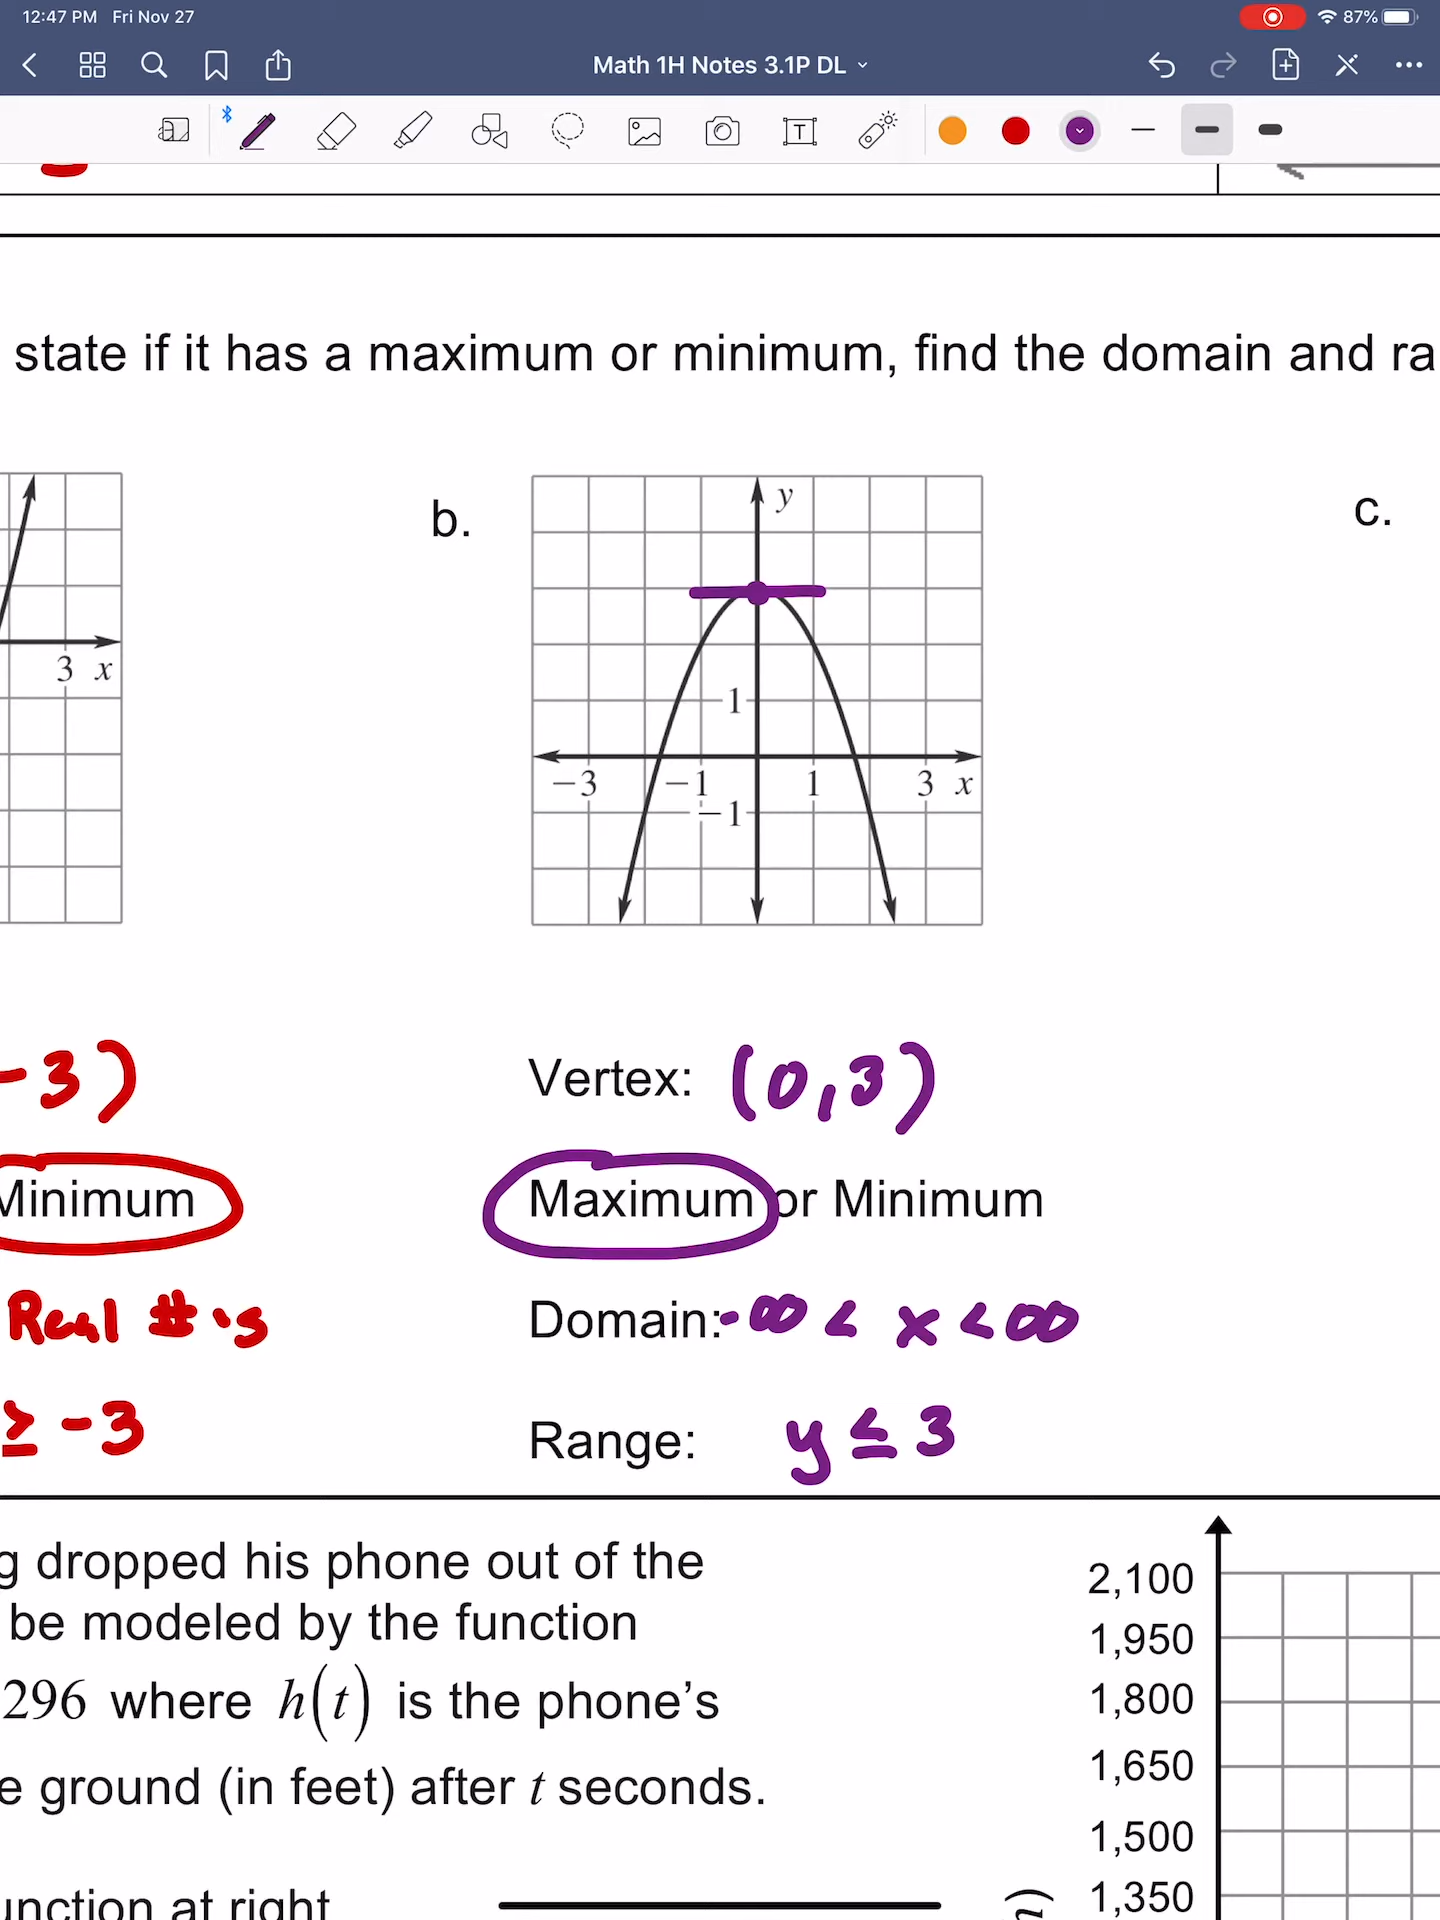 12:47 PM Fri Nov 27 87%
Math 1H Notes 3.1P DL
state if it has a maximum or minimum, find the domain and ra
b.
c.
y
3 x
1
−3 −1 1 3 x
−1
-3)
Vertex: (0,3)
Minimum
Maximum or Minimum
Real #'s
Domain: -∞ < x < ∞
≥ -3
Range: y ≤ 3
g dropped his phone out of the
be modeled by the function
296 where h(t) is the phone’s
e ground (in feet) after t seconds.
unction at right
2,100
1,950
1,800
1,650
1,500
1,350